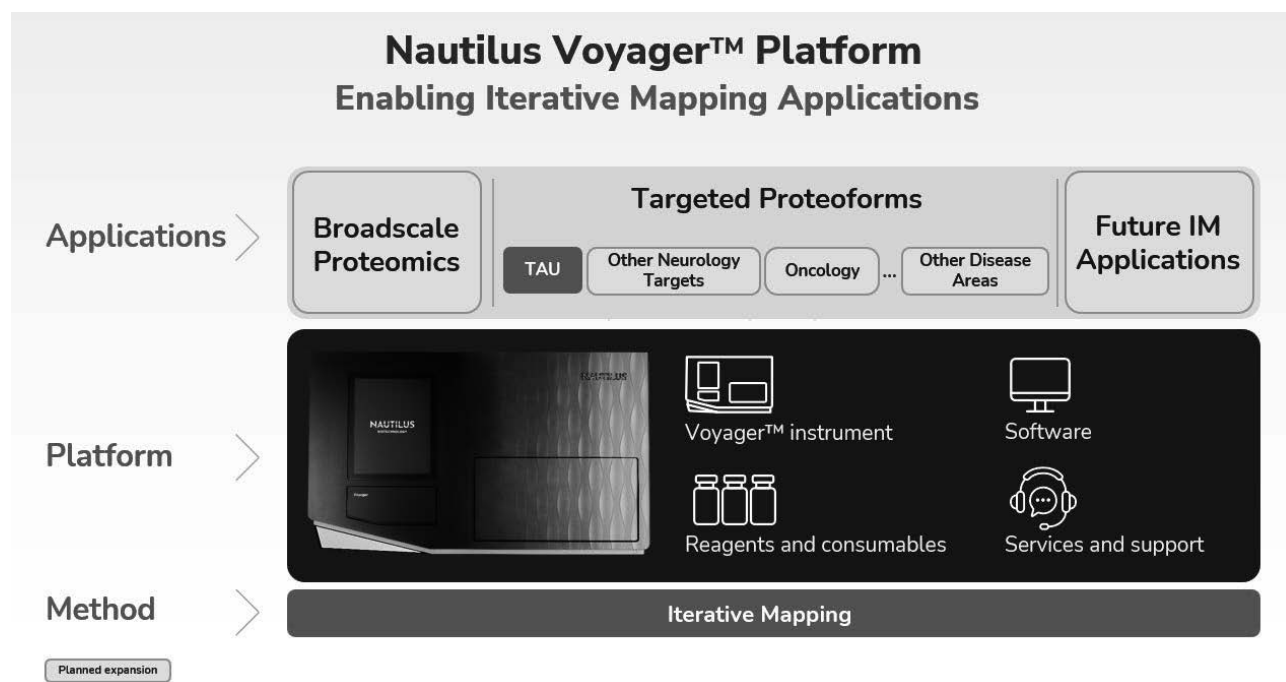 Nautilus Voyager™ Platform
Enabling Iterative Mapping Applications
Applications
Broadscale
Proteomics
Targeted Proteoforms
TAU
Other Neurology
Targets
Oncology
...
Other Disease
Areas
Future IM
Applications
Platform
NAUTILUS
NAUTILUS
Voyager
Voyager™ instrument
Software
Reagents and consumables
Services and support
Method
Iterative Mapping
Planned expansion